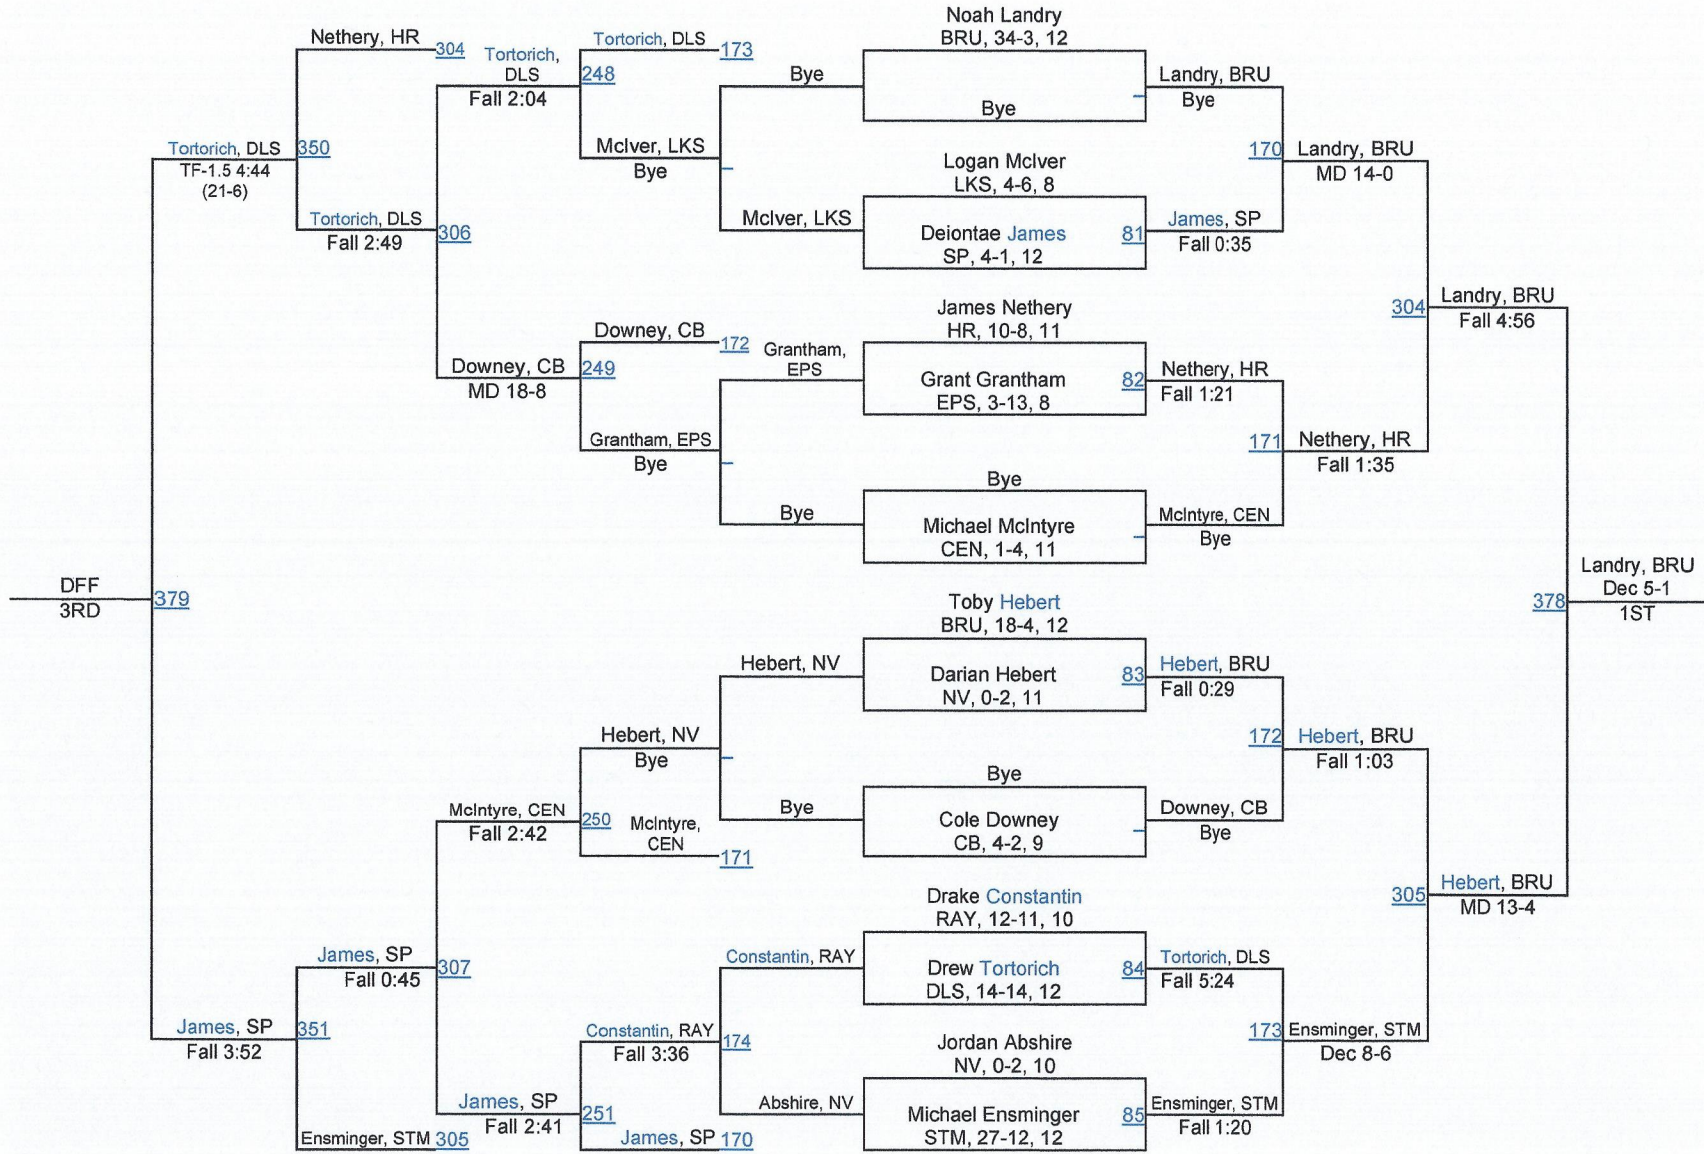 Nethery, HR
304
Tortorich,
DLS
Fall 2:04
Tortorich, DLS
173
248
McIver, LKS
Bye
Tortorich, DLS
TF-1.5 4:44
(21-6)
350
Tortorich, DLS
Fall 2:49
306
Downey, CB
MD 18-8
Downey, CB
172
249
Grantham, EPS
Bye
DFF
3RD
379
Hebert, NV
Bye
McIntyre, CEN
Fall 2:42
250
McIntyre,
CEN
171
James, SP
Fall 0:45
307
James, SP
Fall 3:52
351
Ensminger, STM
305
James, SP
Fall 2:41
251
Constantin, RAY
Fall 3:36
174
James, SP
170
Bye
McIver, LKS
Grantham,
EPS
Bye
Hebert, NV
Bye
Constantin, RAY
Abshire, NV
Noah Landry
BRU, 34-3, 12
Bye
Logan McIver
LKS, 4-6, 8
Deiontae James
SP, 4-1, 12
81
James Nethery
HR, 10-8, 11
Grant Grantham
EPS, 3-13, 8
82
Bye
Michael McIntyre
CEN, 1-4, 11
Toby Hebert
BRU, 18-4, 12
Darian Hebert
NV, 0-2, 11
83
Bye
Cole Downey
CB, 4-2, 9
Drake Constantin
RAY, 12-11, 10
Drew Tortorich
DLS, 14-14, 12
84
Jordan Abshire
NV, 0-2, 10
Michael Ensminger
STM, 27-12, 12
85
Landry, BRU
Bye
James, SP
Fall 0:35
Nethery, HR
Fall 1:21
McIntyre, CEN
Bye
Hebert, BRU
Fall 0:29
Downey, CB
Bye
Tortorich, DLS
Fall 5:24
Ensminger, STM
Fall 1:20
170
Landry, BRU
MD 14-0
171
Nethery, HR
Fall 1:35
172
Hebert, BRU
Fall 1:03
173
Ensminger, STM
Dec 8-6
304
Landry, BRU
Fall 4:56
305
Hebert, BRU
MD 13-4
378
Landry, BRU
Dec 5-1
1ST